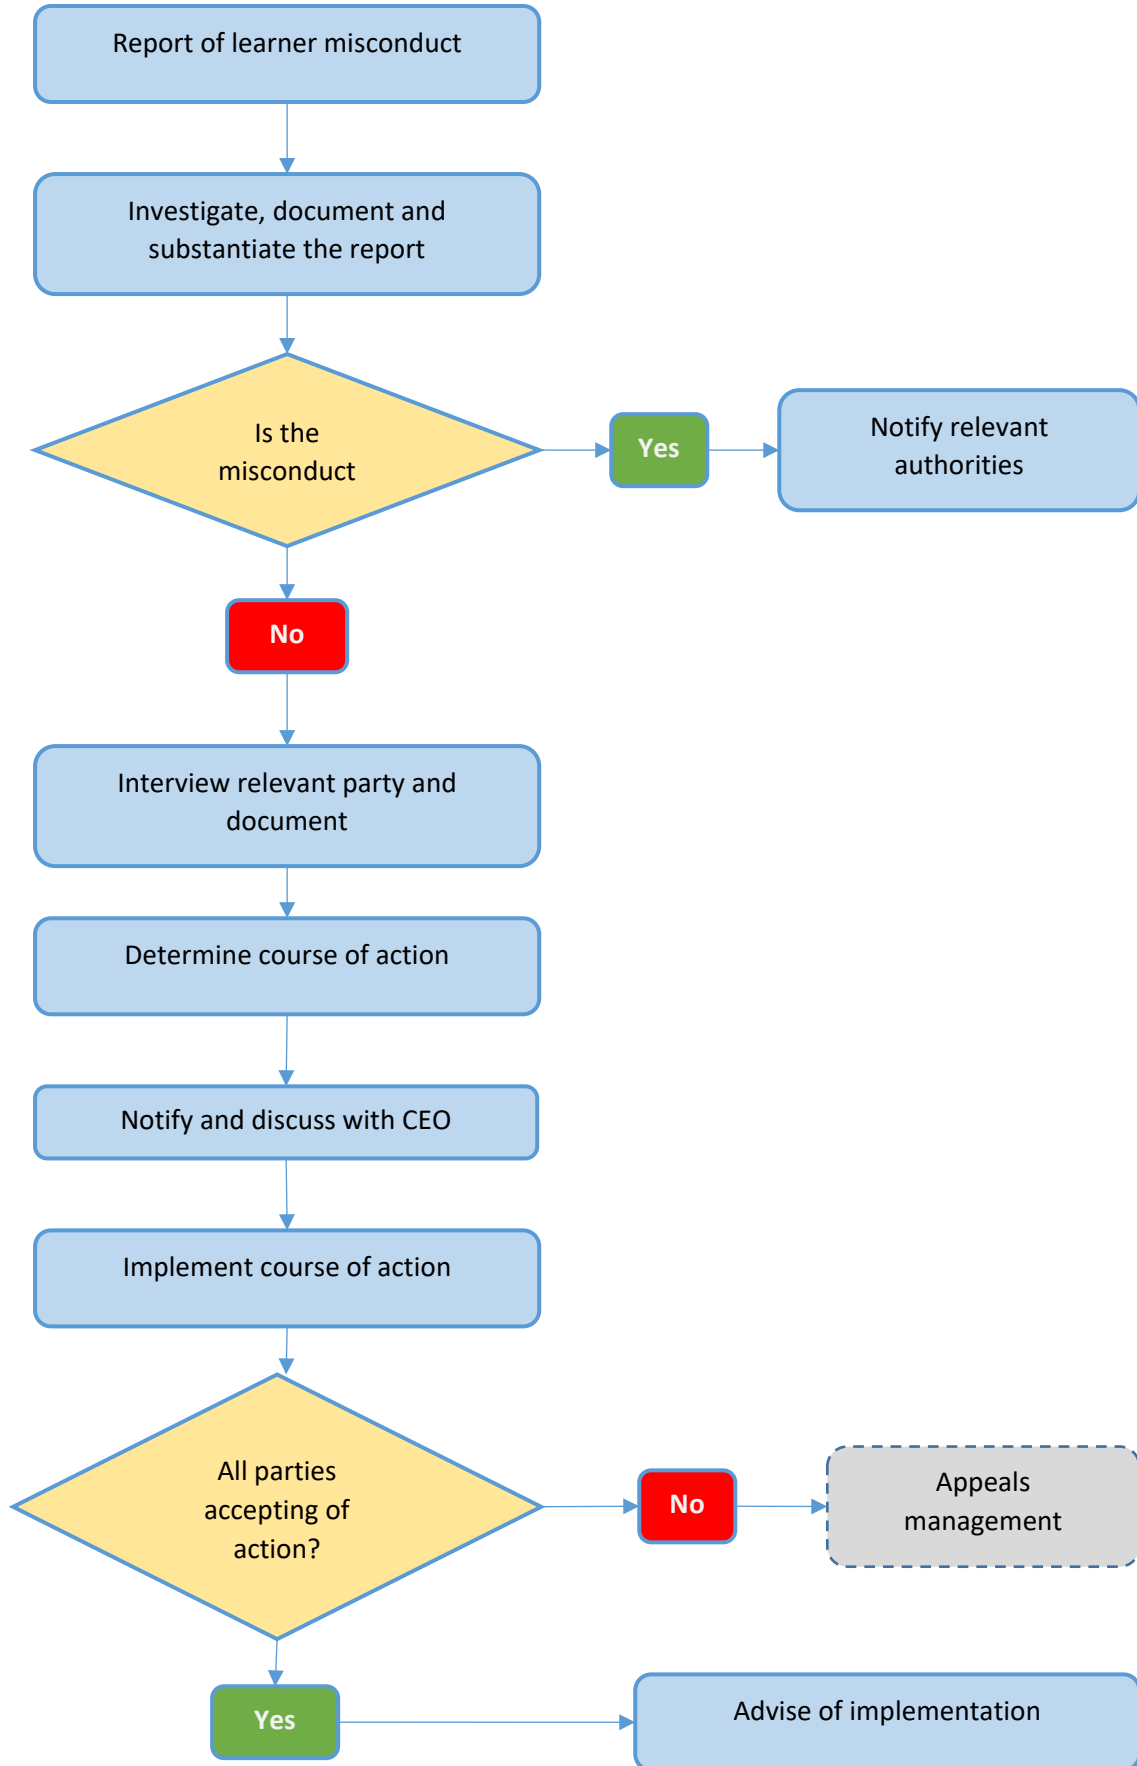 Report of learner misconduct
Investigate, document and
substantiate the report
Is the
misconduct
Yes
Notify relevant
authorities
No
Interview relevant party and
document
Determine course of action
Notify and discuss with CEO
Implement course of action
All parties
accepting of
action?
No
Appeals
management
Yes
Advise of implementation